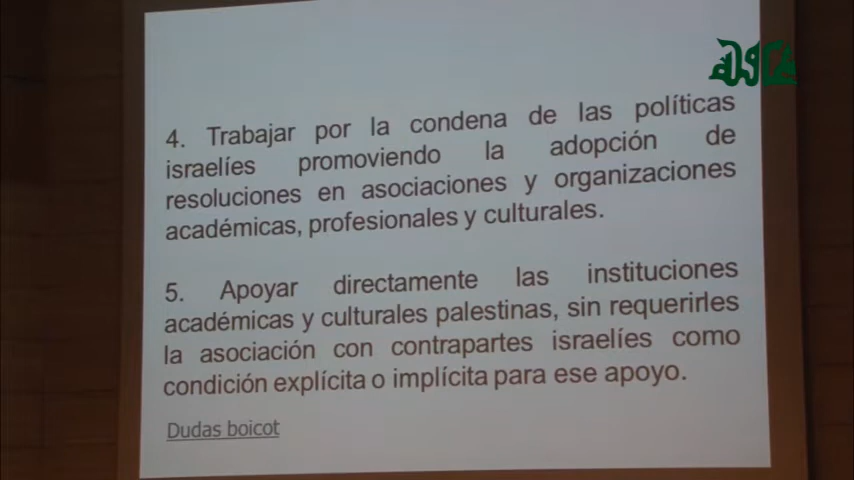 4. Trabajar por la condena de las políticas
israelíes promoviendo la adopción de
resoluciones en asociaciones y organizaciones
académicas, profesionales y culturales.
5. Apoyar directamente las instituciones
académicas y culturales palestinas, sin requerirles
la asociación con contrapartes israelíes como
condición explícita o implícita para ese apoyo.
Dudas boicot